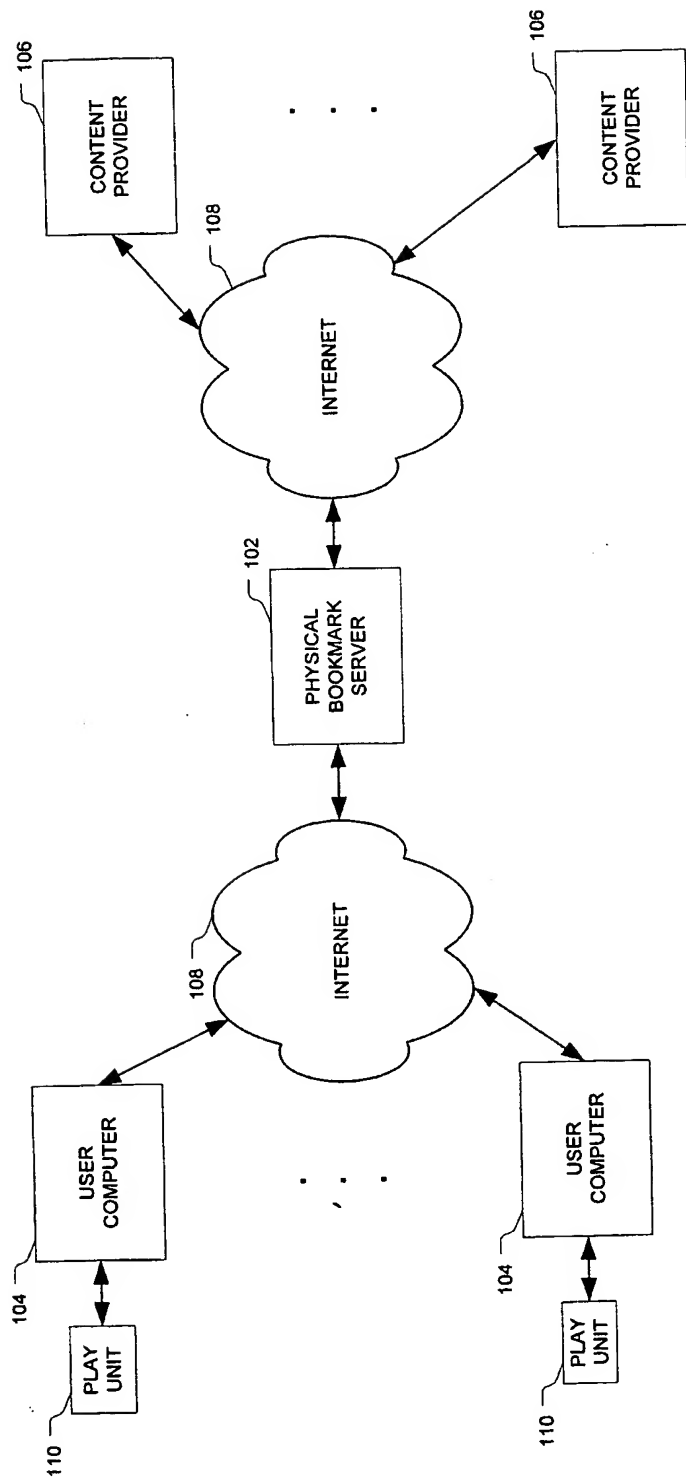 106
CONTENT
PROVIDER
106
CONTENT
PROVIDER
108
INTERNET
102
PHYSICAL
BOOKMARK
SERVER
108
INTERNET
104
USER
COMPUTER
104
USER
COMPUTER
110
PLAY
UNIT
110
PLAY
UNIT